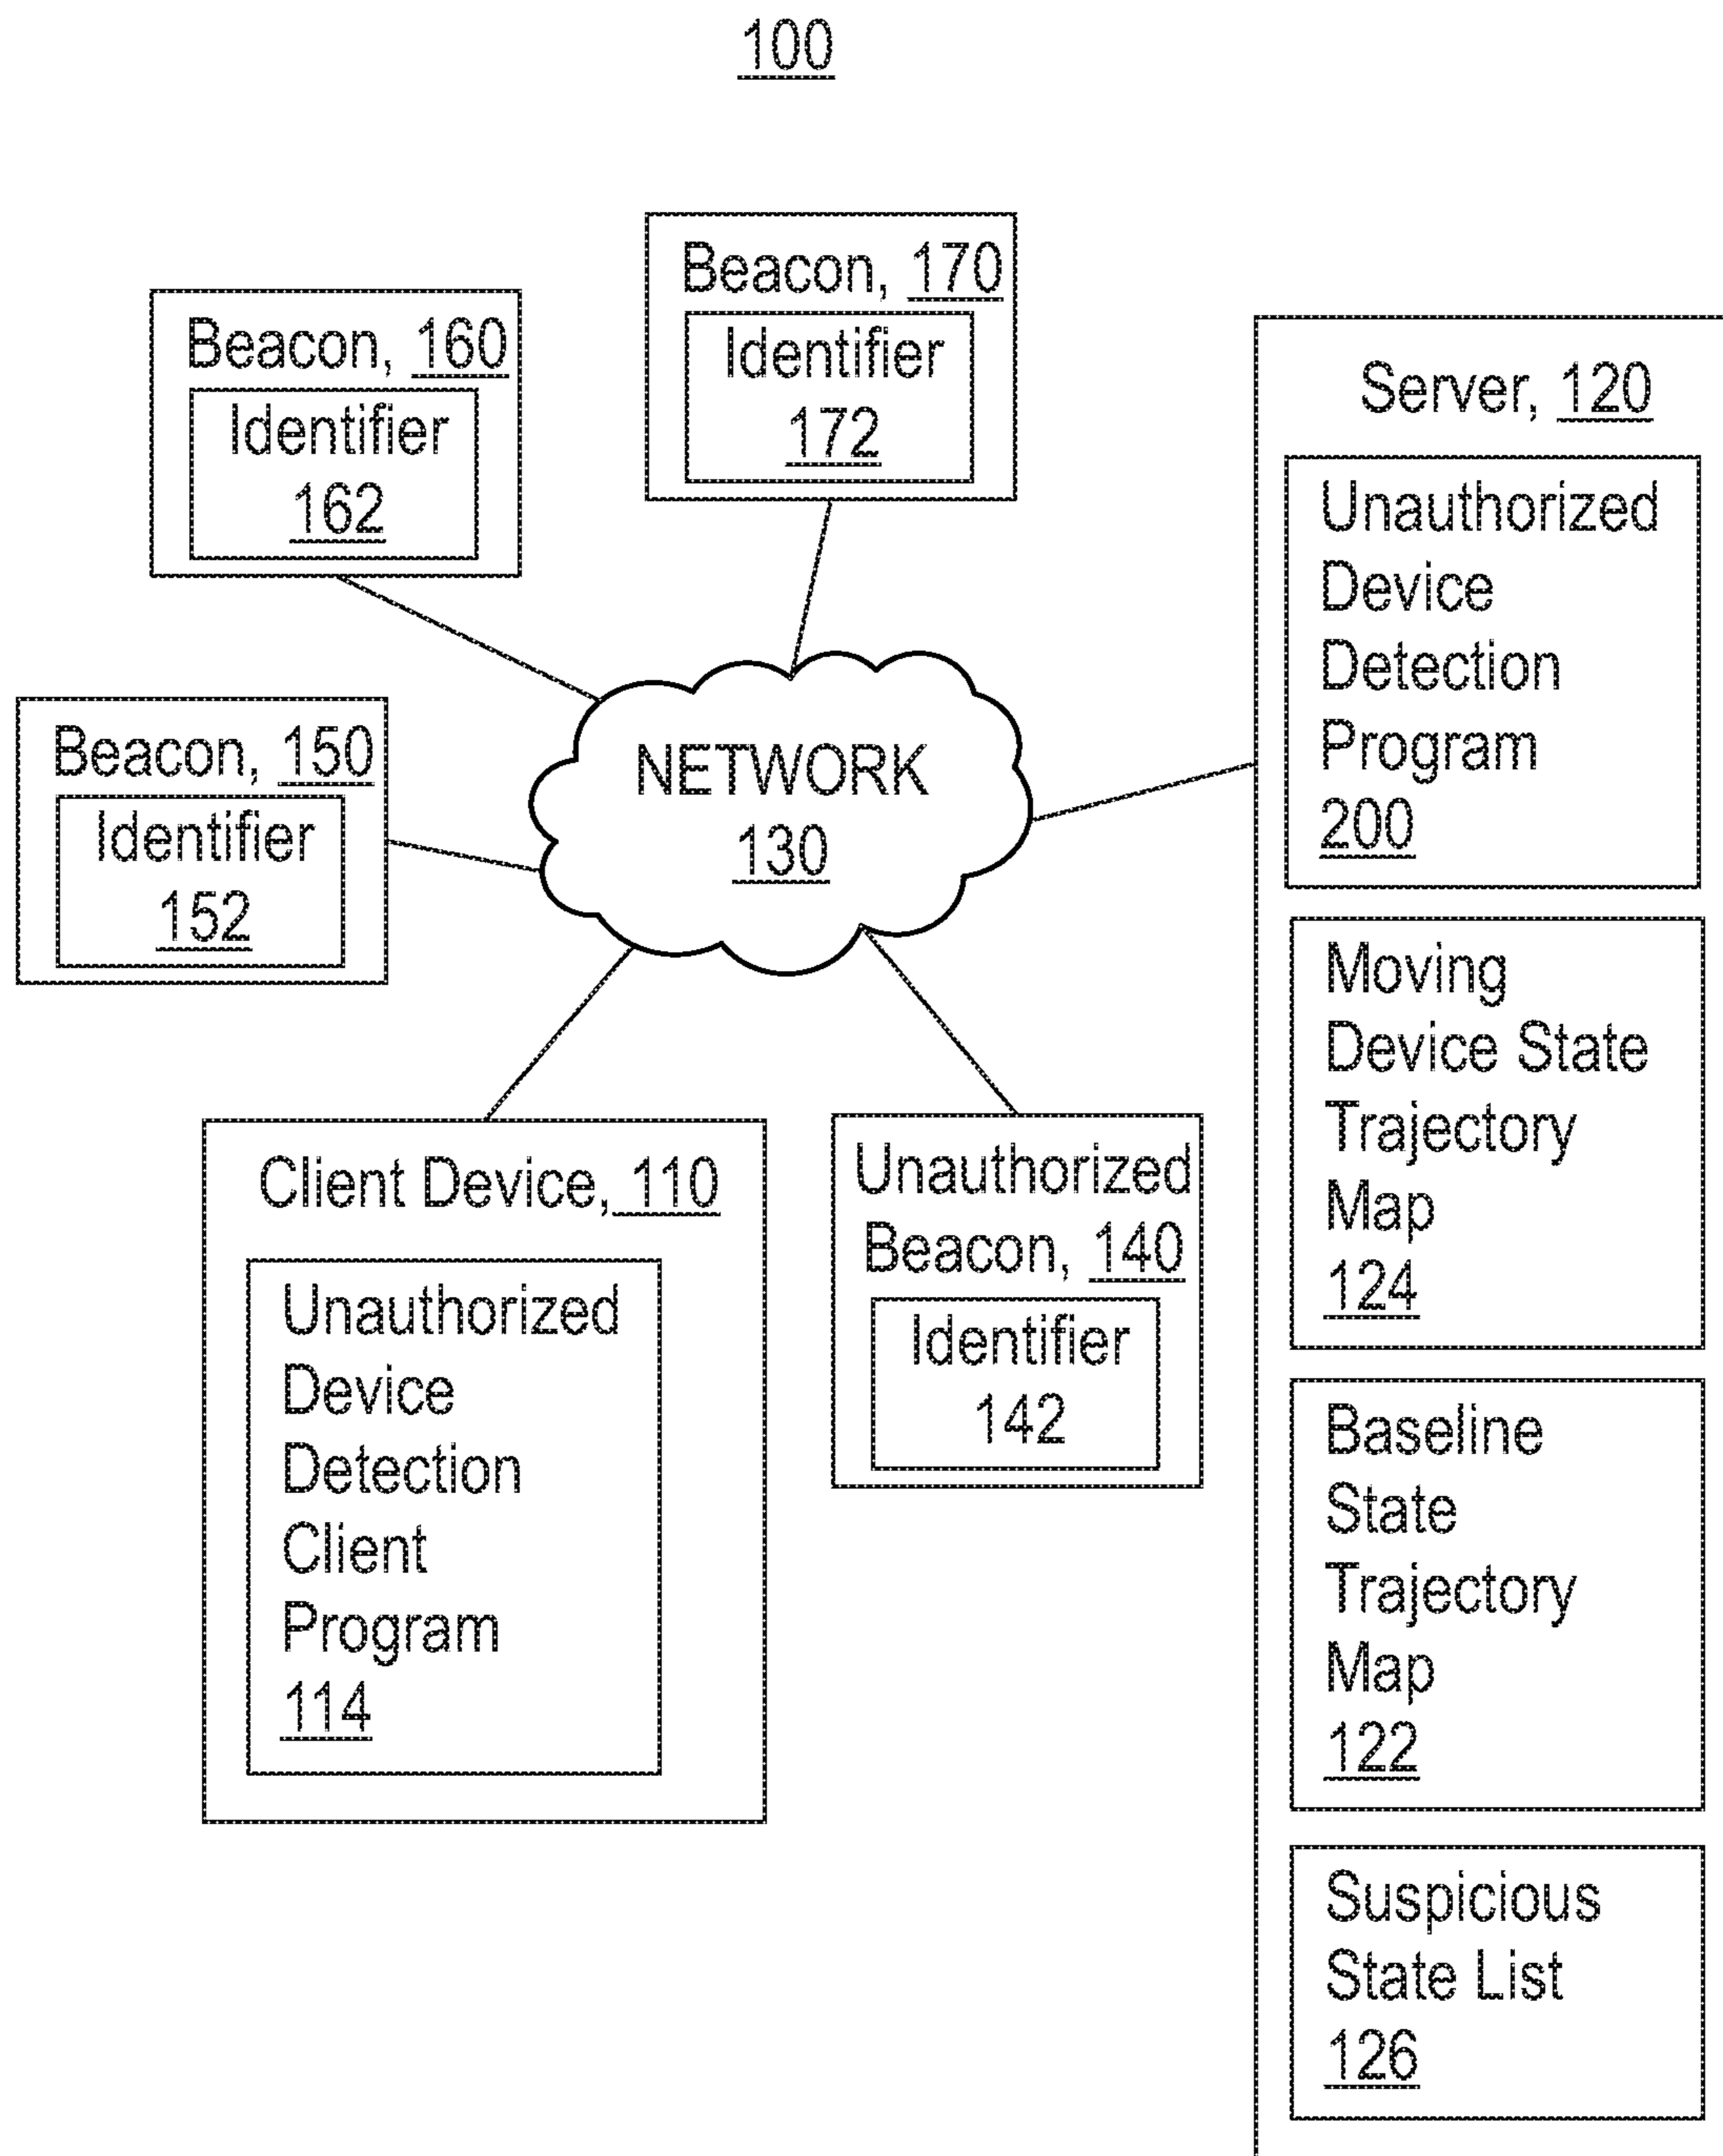 100
Beacon, 170
Identifier
172
Beacon, 160
Identifier
162
Beacon, 150
Identifier
152
NETWORK
130
Client Device, 110
Unauthorized
Device
Detection
Client
Program
114
Unauthorized
Beacon, 140
Identifier
142
Server, 120
Unauthorized
Device
Detection
Program
200
Moving
Device State
Trajectory
Map
124
Baseline
State
Trajectory
Map
122
Suspicious
State List
126